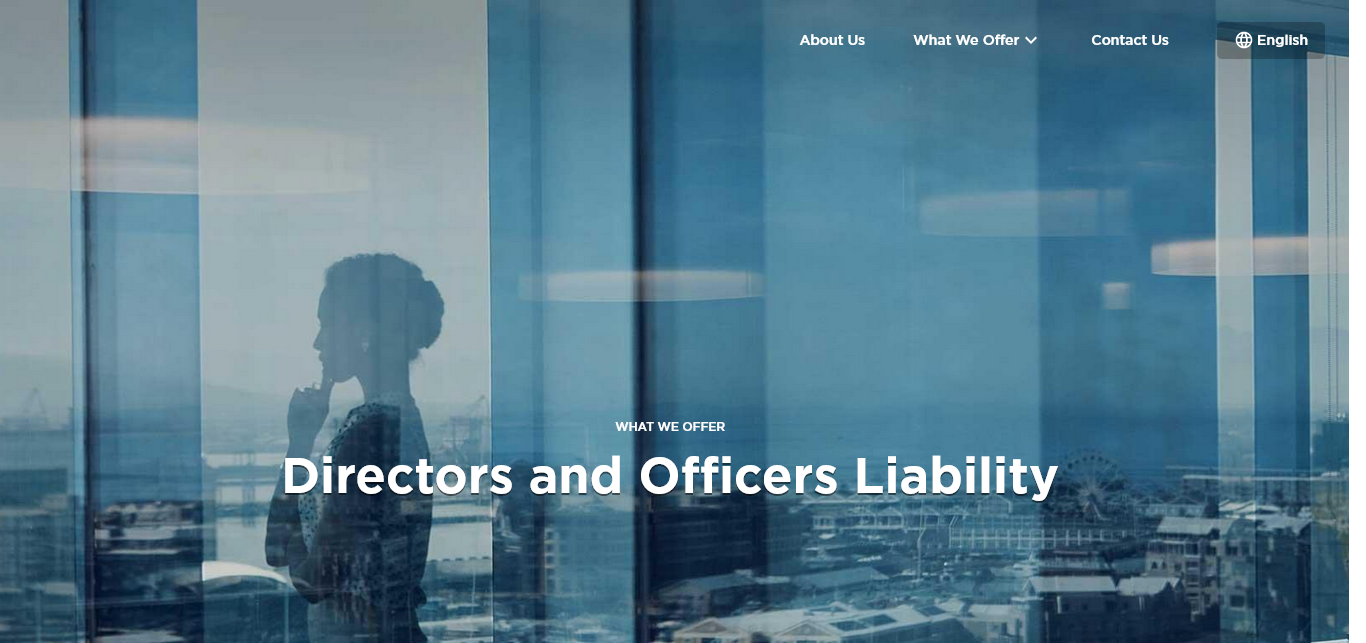 About Us
What We Offer
Contact Us
English
WHAT WE OFFER
Directors and Officers Liability